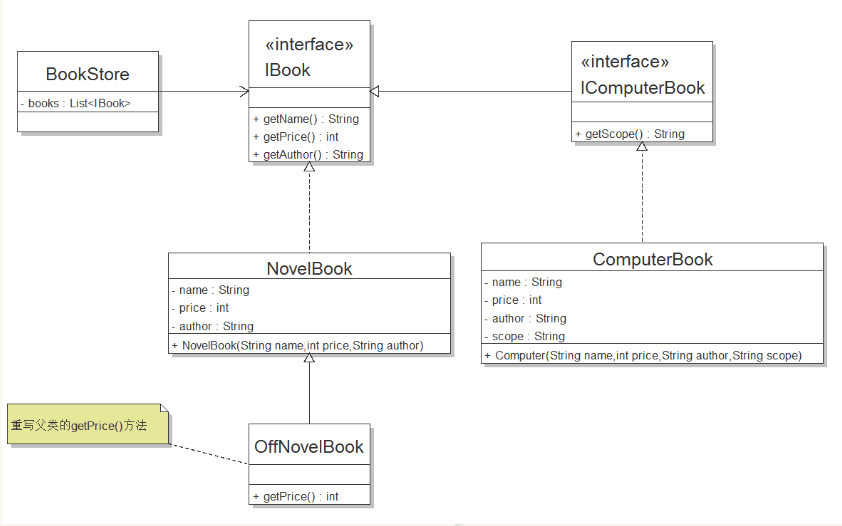 BookStore
- books : List<IBook>
«interface»
IBook
+ getName() : String
+ getPrice() : int
+ getAuthor() : String
«interface»
IComputerBook
+ getScope() : String
NovelBook
- name : String
- price : int
- author : String
+ NovelBook(String name,int price,String author)
ComputerBook
- name : String
- price : int
- author : String
- scope : String
+ Computer(String name,int price,String author,String scope)
重写父类的getPrice()方法
OffNovelBook
+ getPrice() : int